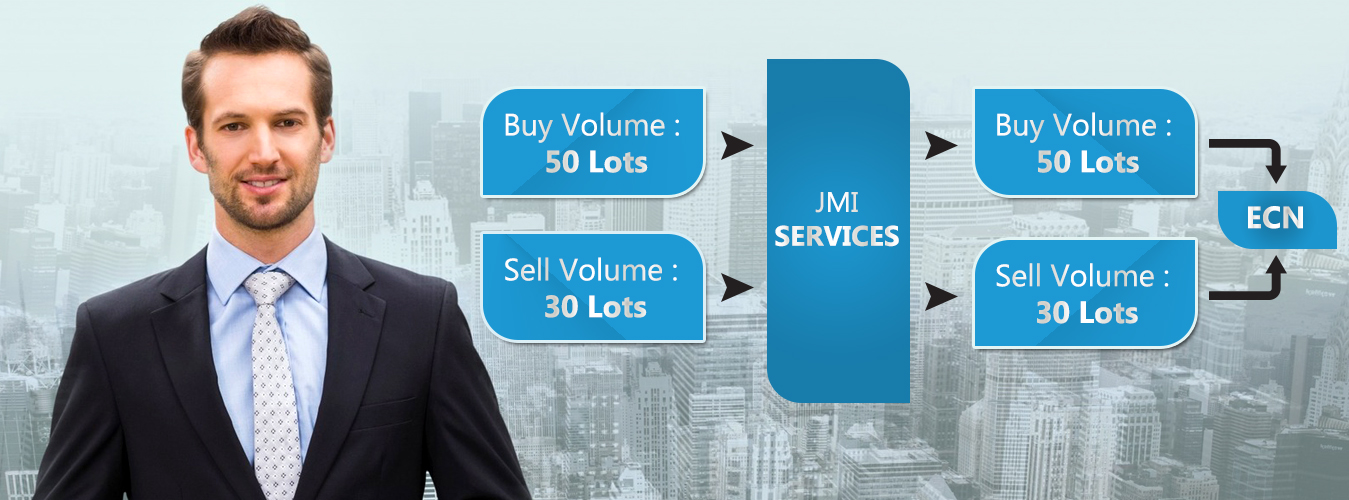 Buy Volume :
50 Lots
Sell Volume :
30 Lots
JMI
SERVICES
Buy Volume :
50 Lots
Sell Volume :
30 Lots
ECN